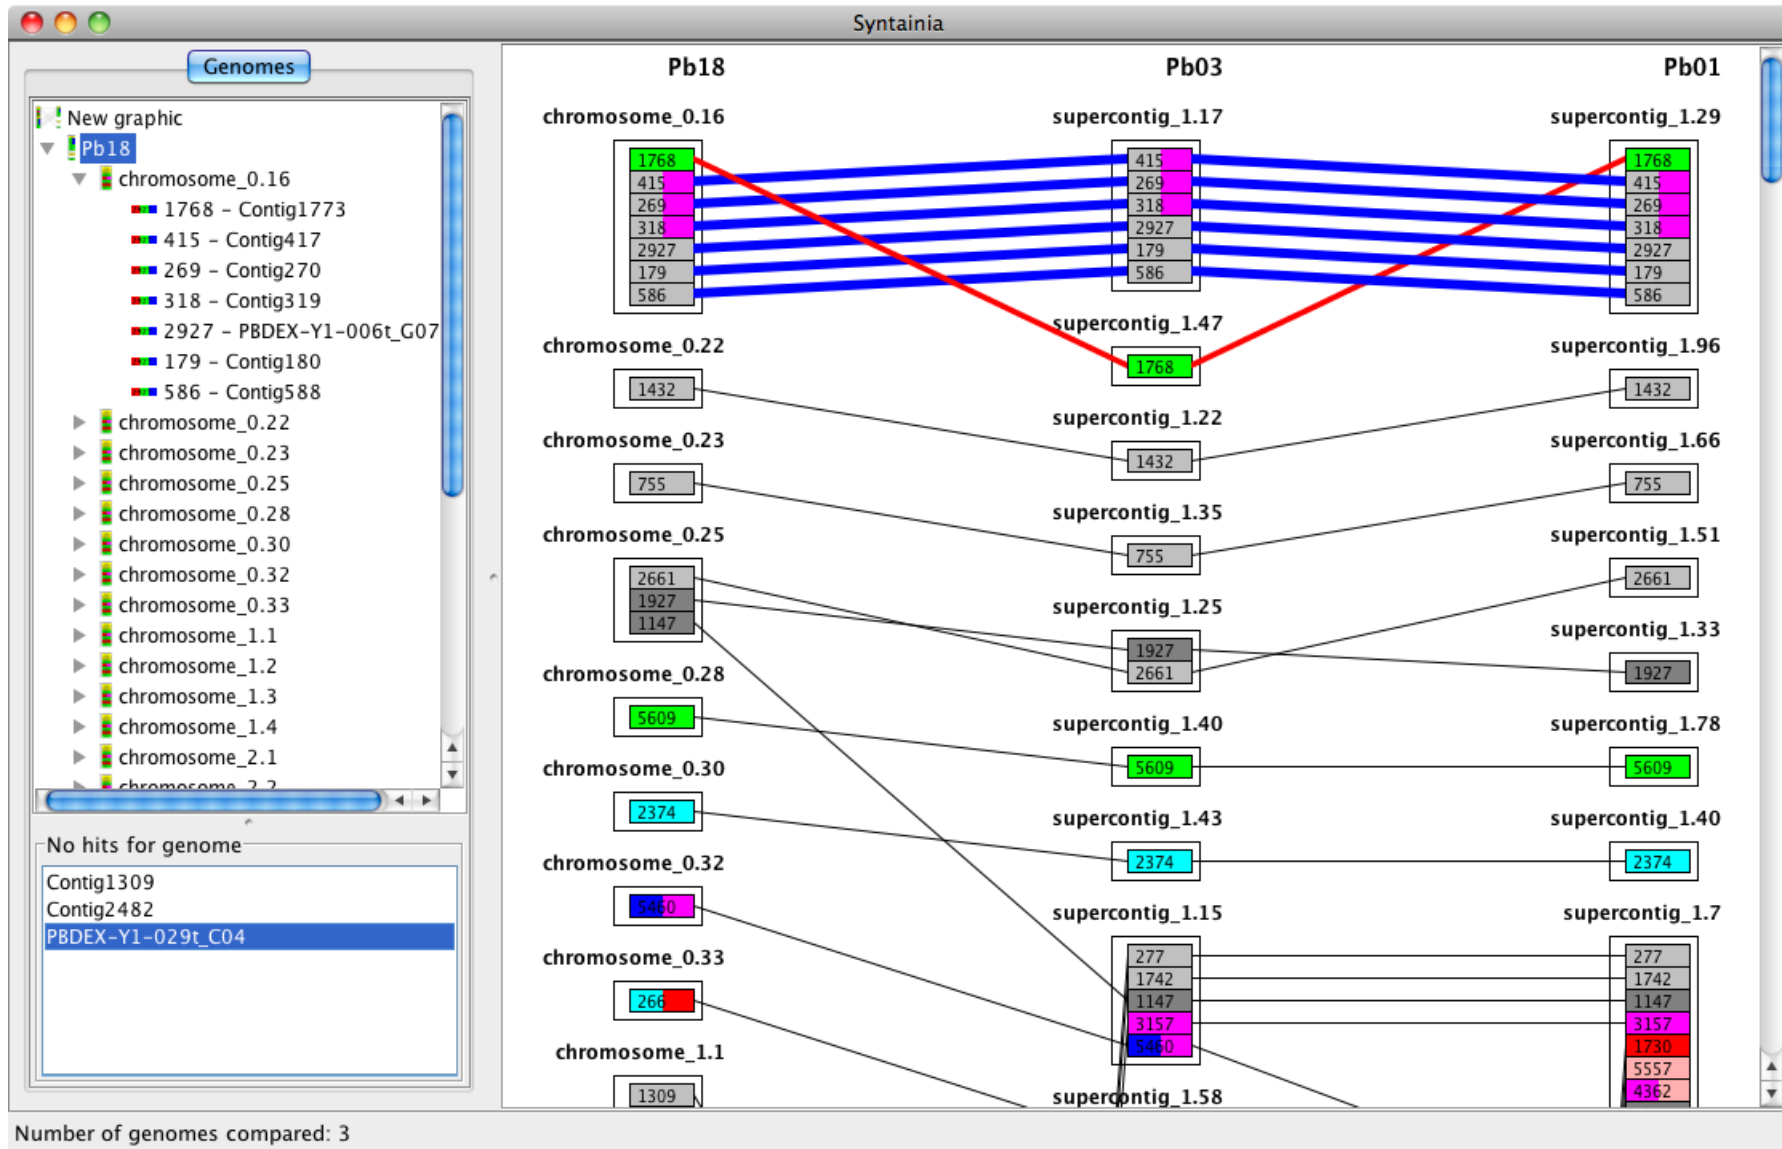 Syntainia
Genomes
New graphic
Pb18
chromosome_0.16
1768 - Contig1773
415 - Contig417
269 - Contig270
318 - Contig319
2927 - PBDEX-Y1-006t_G07
179 - Contig180
586 - Contig588
chromosome_0.22
chromosome_0.23
chromosome_0.25
chromosome_0.28
chromosome_0.30
chromosome_0.32
chromosome_0.33
chromosome_1.1
chromosome_1.2
chromosome_1.3
chromosome_1.4
chromosome_2.1
chromosome_2.2
No hits for genome
Contig1309
Contig2482
PBDEX-Y1-029t_C04
Pb18
chromosome_0.16
1768
415
269
318
2927
179
586
chromosome_0.22
1432
chromosome_0.23
755
chromosome_0.25
2661
1927
1147
chromosome_0.28
5609
chromosome_0.30
2374
chromosome_0.32
5460
chromosome_0.33
266
chromosome_1.1
1309
Pb03
supercontig_1.17
415
269
318
2927
179
586
supercontig_1.47
1768
supercontig_1.22
1432
supercontig_1.35
755
supercontig_1.25
1927
2661
supercontig_1.40
5609
supercontig_1.43
2374
supercontig_1.15
277
1742
1147
3157
5460
supercontig_1.58
Pb01
supercontig_1.29
1768
415
269
318
2927
179
586
supercontig_1.96
1432
supercontig_1.66
755
supercontig_1.51
2661
supercontig_1.33
1927
supercontig_1.78
5609
supercontig_1.40
2374
supercontig_1.7
277
1742
1147
3157
1730
5557
4362
Number of genomes compared: 3